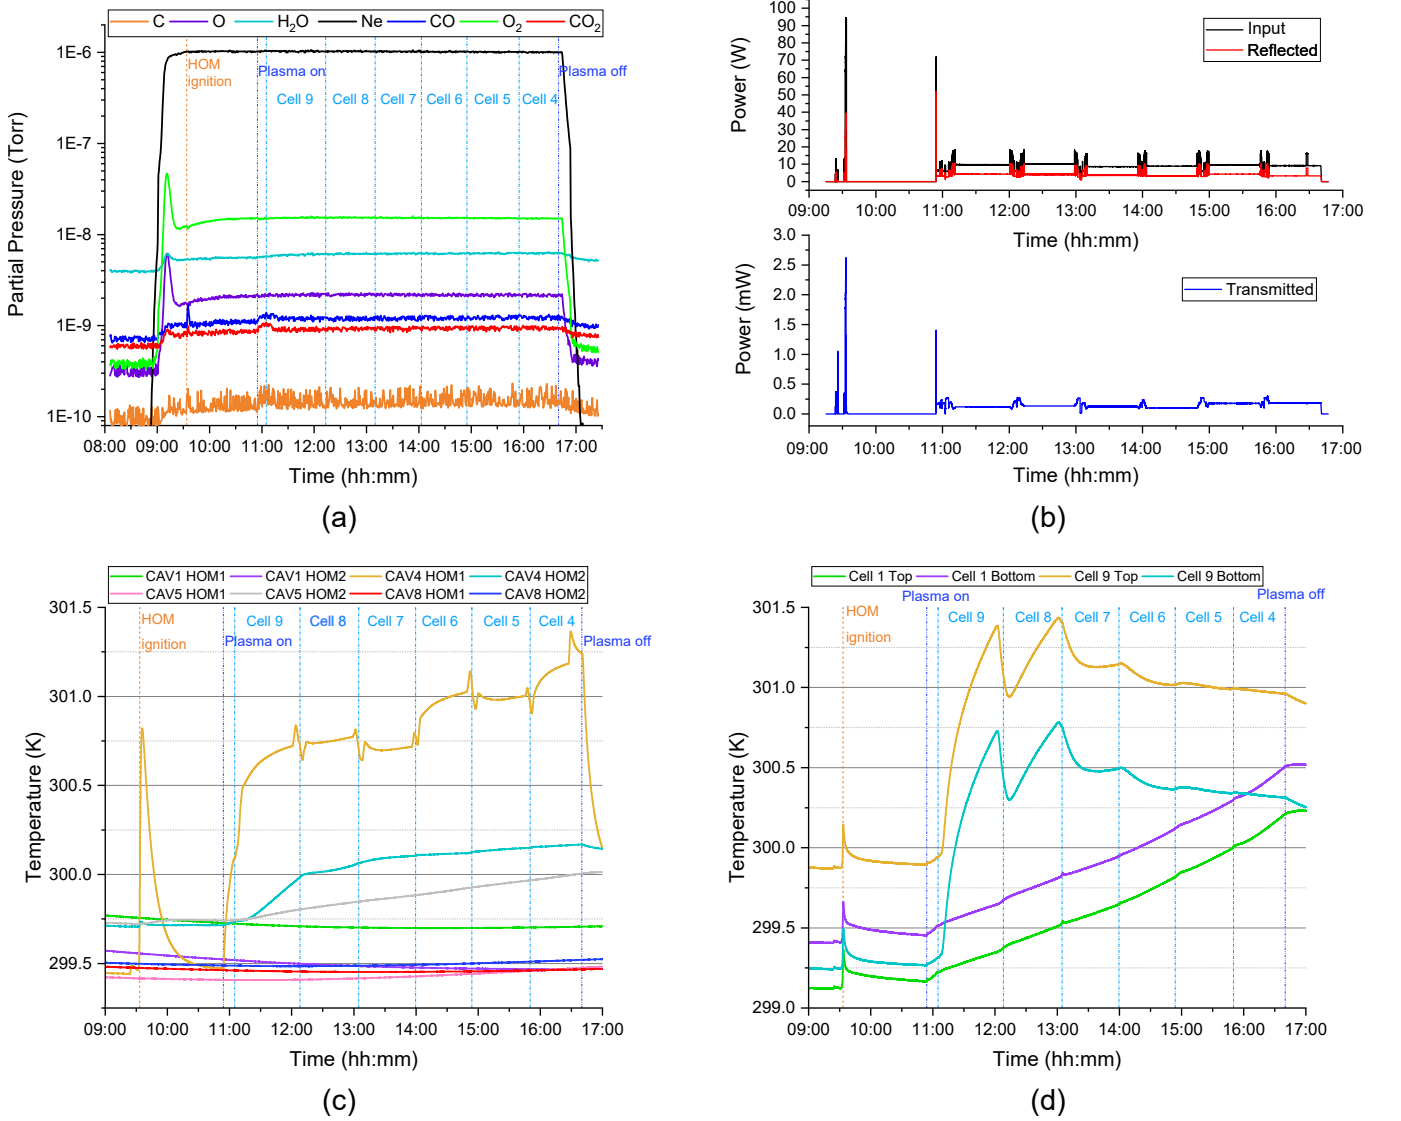 C O H2O Ne CO O2 CO2
1E-6
1E-7
1E-8
1E-9
1E-10
Partial Pressure (Torr)
HOM
ignition
Plasma on
Plasma off
Cell 9 Cell 8 Cell 7 Cell 6 Cell 5 Cell 4
08:00 09:00 10:00 11:00 12:00 13:00 14:00 15:00 16:00 17:00
Time (hh:mm)
(a)
Input
Reflected
100
90
80
70
60
50
40
30
20
10
0
Power (W)
09:00 10:00 11:00 12:00 13:00 14:00 15:00 16:00 17:00
Time (hh:mm)
3.0
2.5
2.0
1.5
1.0
0.5
0.0
Power (mW)
Transmitted
09:00 10:00 11:00 12:00 13:00 14:00 15:00 16:00 17:00
Time (hh:mm)
(b)
CAV1 HOM1 CAV1 HOM2 CAV4 HOM1 CAV4 HOM2
CAV5 HOM1 CAV5 HOM2 CAV8 HOM1 CAV8 HOM2
301.5
301.0
300.5
300.0
299.5
Temperature (K)
HOM
ignition
Cell 9 Cell 8 Cell 7 Cell 6 Cell 5 Cell 4
Plasma on
Plasma off
09:00 10:00 11:00 12:00 13:00 14:00 15:00 16:00 17:00
Time (hh:mm)
(c)
Cell 1 Top Cell 1 Bottom Cell 9 Top Cell 9 Bottom
Plasma on
Plasma off
301.5
301.0
300.5
300.0
299.5
299.0
Temperature (K)
HOM
ignition
Cell 9 Cell 8 Cell 7 Cell 6 Cell 5 Cell 4
09:00 10:00 11:00 12:00 13:00 14:00 15:00 16:00 17:00
Time (hh:mm)
(d)